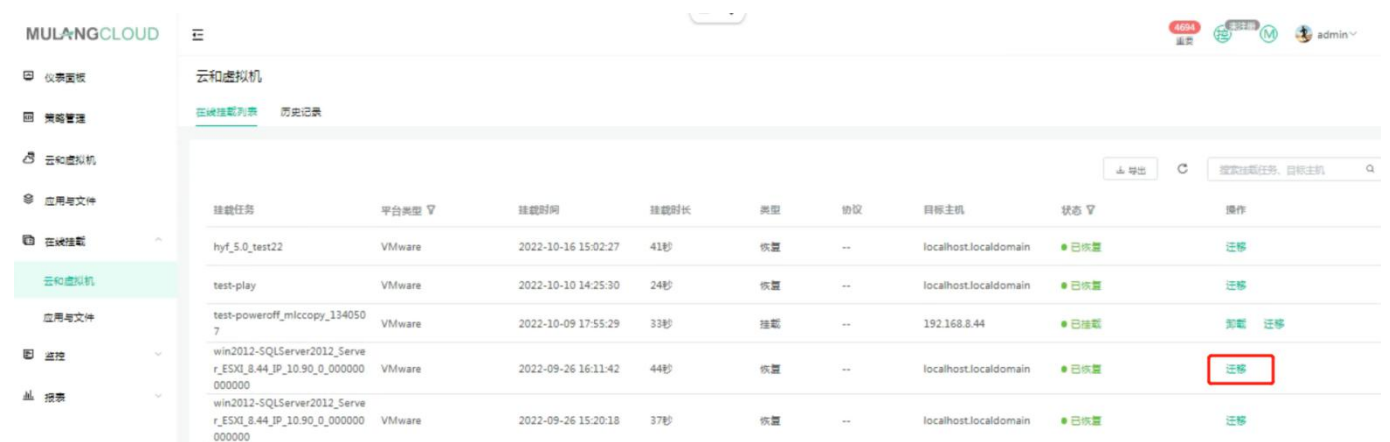 MULANGCLOUD
4694
重要
未注册
admin
仪表面板
策略管理
云和虚拟机
应用与文件
在线挂载
云和虚拟机
应用与文件
监控
报表
云和虚拟机
在线挂载列表 历史记录
导出 搜索挂载任务、目标主机
挂载任务 平台类型 挂载时间 挂载时长 类型 协议 目标主机 状态 操作
hyf_5.0_test22 VMware 2022-10-16 15:02:27 41秒 恢复 -- localhost.localdomain 已恢复 迁移
test-play VMware 2022-10-10 14:25:30 24秒 恢复 -- localhost.localdomain 已恢复 迁移
test-poweroff_mlccopy_134050
7 VMware 2022-10-09 17:55:29 33秒 挂载 -- 192.168.8.44 已挂载 卸载 迁移
win2012-SQLServer2012_Serve
r_ESXI_8.44_IP_10.90_0_000000 VMware 2022-09-26 16:11:42 44秒 恢复 -- localhost.localdomain 已恢复 迁移
000000
win2012-SQLServer2012_Serve
r_ESXI_8.44_IP_10.90_0_000000 VMware 2022-09-26 15:20:18 37秒 恢复 -- localhost.localdomain 已恢复 迁移
000000